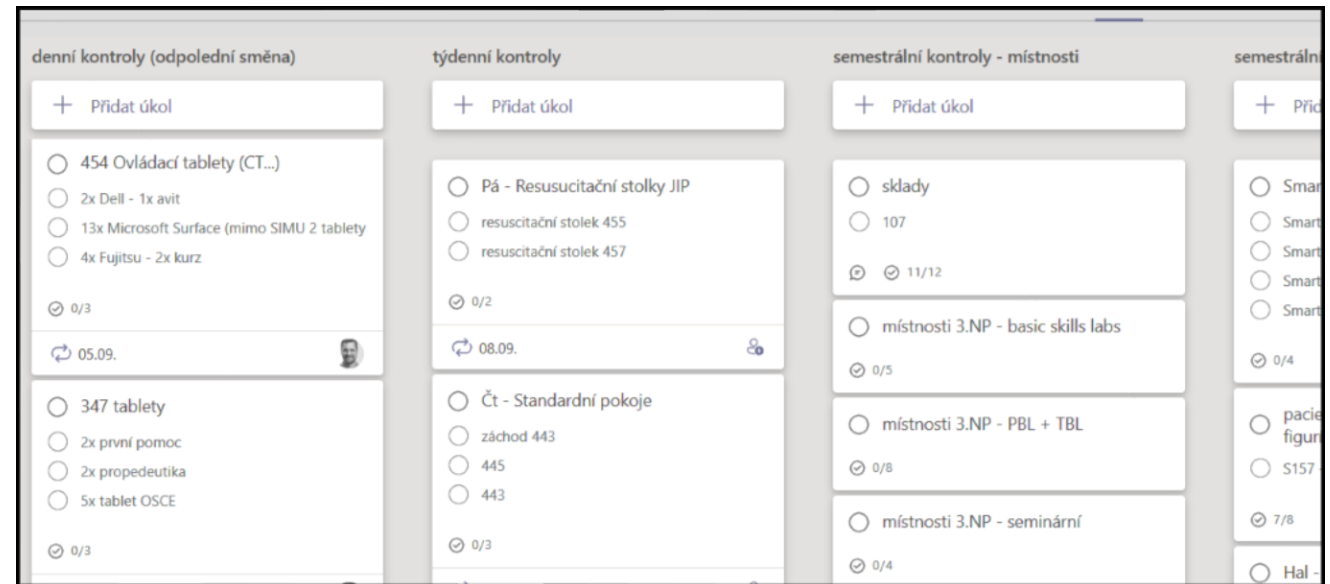 denní kontroly (odpolední směna)
Přidat úkol
454 Ovládací tablety (CT...)
2x Dell - 1x avit
13x Microsoft Surface (mimo SIMU 2 tablety
4x Fujitsu - 2x kurz
0/3
05.09.
347 tablety
2x první pomoc
2x propedeutika
5x tablet OSCE
0/3
týdenní kontroly
Přidat úkol
Pá - Resusucitační stolky JIP
resuscitační stolek 455
resuscitační stolek 457
0/2
08.09.
Čt - Standardní pokoje
záchod 443
445
443
0/3
semestrální kontroly - místnosti
Přidat úkol
sklady
107
11/12
místnosti 3.NP - basic skills labs
0/5
místnosti 3.NP - PBL + TBL
0/8
místnosti 3.NP - seminární
0/4
semestrální
Přid
Smar
Smart
Smart
Smart
Smart
0/4
pacie
figuri
S157 -
7/8
Hal -